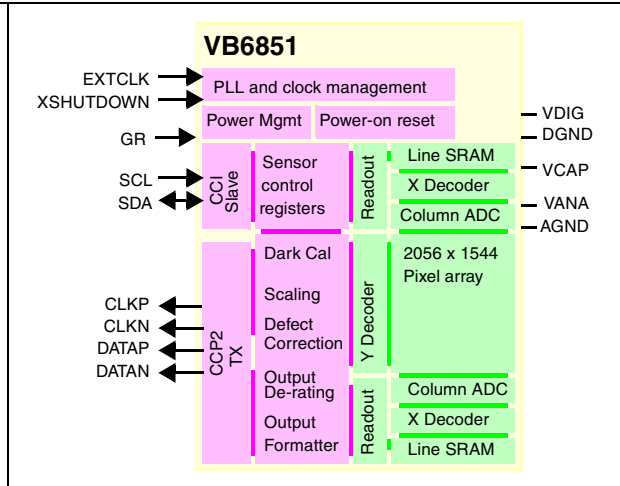 VB6851
EXTCLK
XSHUTDOWN
GR
SCL
SDA
CLKP
CLKN
DATAP
DATAN
PLL and clock management
Power Mgmt
Power-on reset
CCI
Slave
Sensor
control
registers
Readout
Line SRAM
X Decoder
Column ADC
CCP2
TX
Dark Cal
Scaling
Defect
Correction
Output
De-rating
Output
Formatter
Y Decoder
2056 x 1544
Pixel array
Readout
Column ADC
X Decoder
Line SRAM
VDIG
DGND
VCAP
VANA
AGND